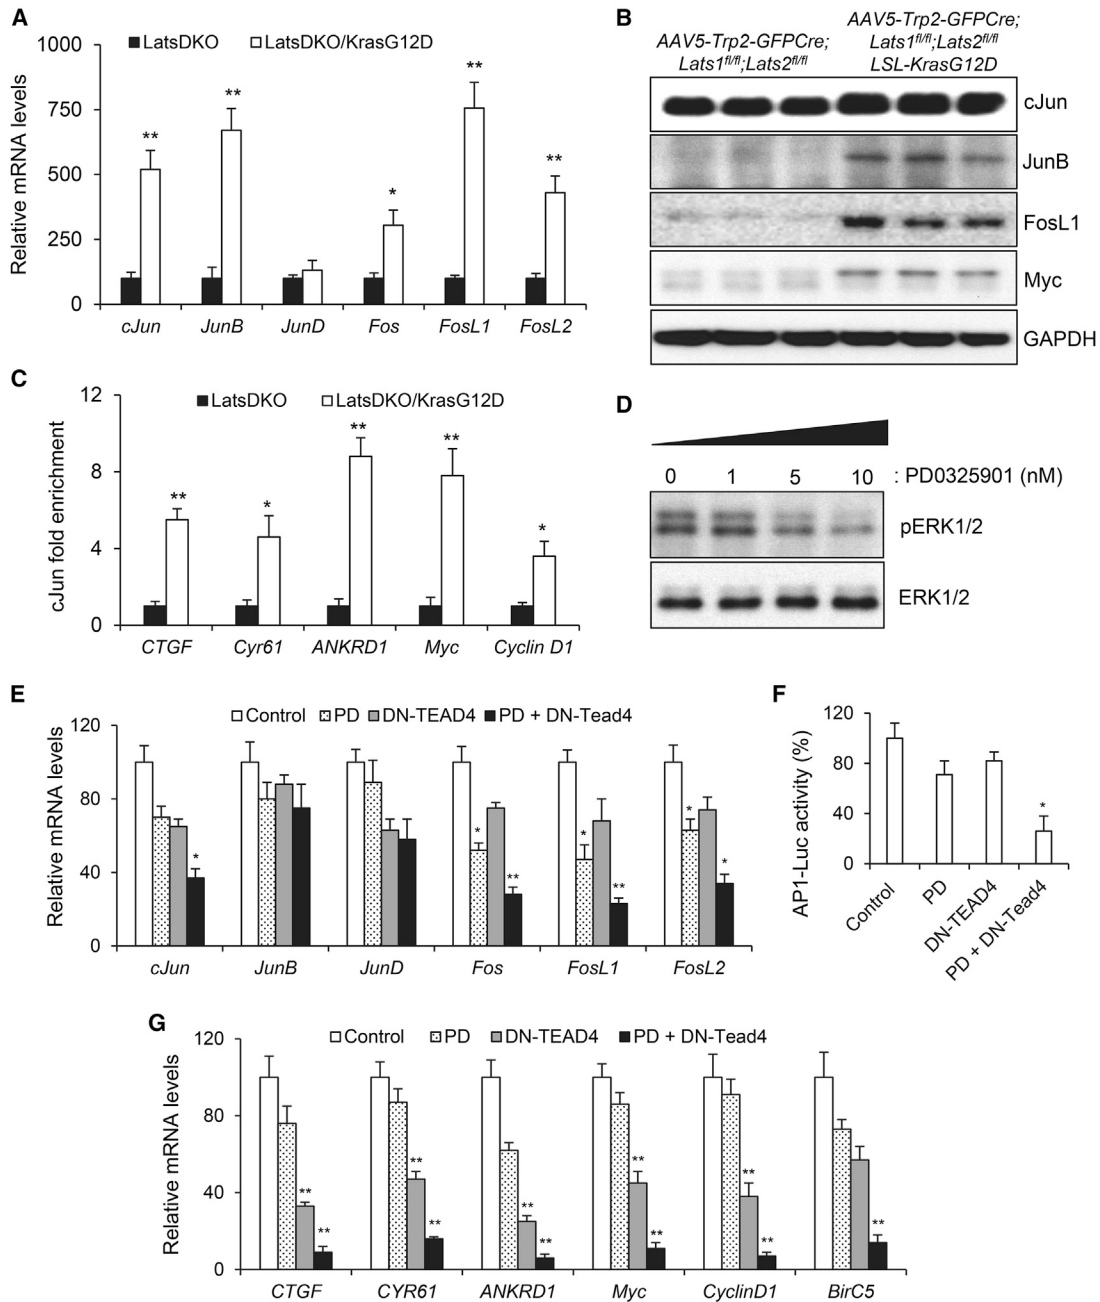 A
LatsDKO LatsDKO/KrasG12D
Relative mRNA levels
1000
750
500
250
0
** ** * ** **
cJun JunB JunD Fos FosL1 FosL2
B
AAV5-Trp2-GFPCre;
Lats1fl/fl;Lats2fl/fl
AAV5-Trp2-GFPCre;
Lats1fl/fl;Lats2fl/fl
LSL-KrasG12D
cJun
JunB
FosL1
Myc
GAPDH
C
LatsDKO LatsDKO/KrasG12D
cJun fold enrichment
12
8
4
0
** * ** ** *
CTGF Cyr61 ANKRD1 Myc Cyclin D1
D
0 1 5 10 : PD0325901 (nM)
pERK1/2
ERK1/2
E
Control PD DN-TEAD4 PD + DN-Tead4
Relative mRNA levels
120
80
40
0
* * ** * ** * *
cJun JunB JunD Fos FosL1 FosL2
F
AP1-Luc activity (%)
120
80
40
0
*
Control
PD
DN-TEAD4
PD + DN-Tead4
G
Control PD DN-TEAD4 PD + DN-Tead4
Relative mRNA levels
120
80
40
0
** ** ** ** ** ** ** ** ** ** **
CTGF CYR61 ANKRD1 Myc CyclinD1 BirC5